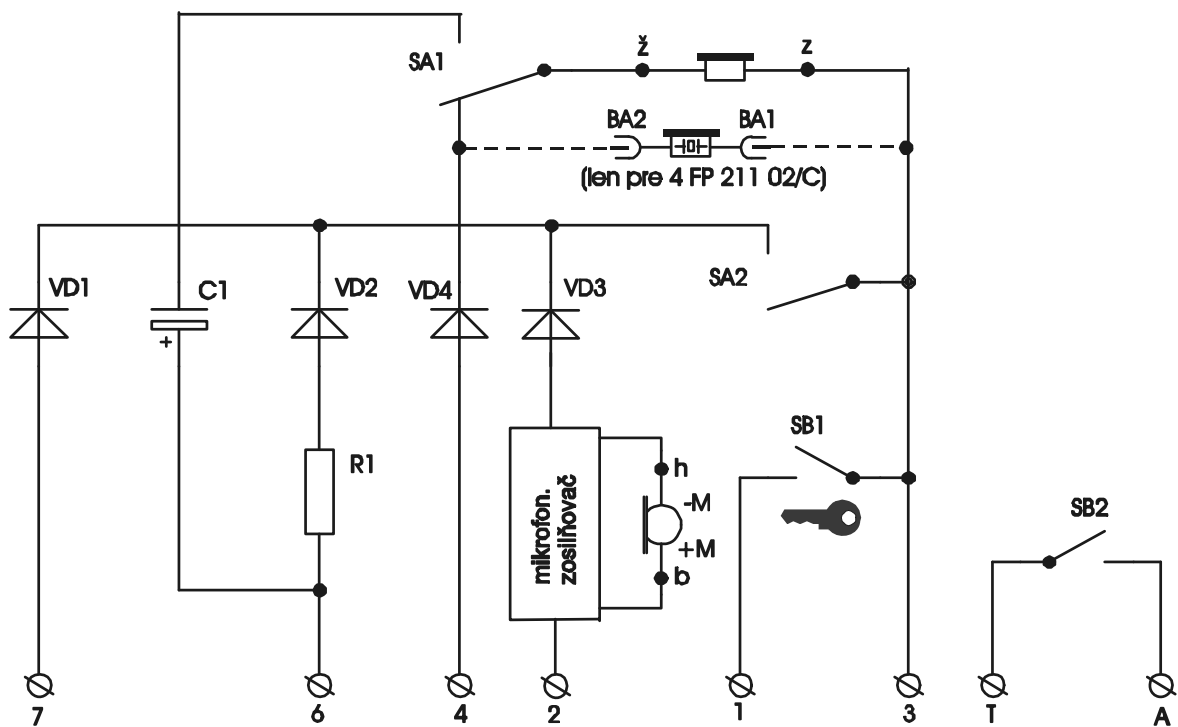 ž z
SA1
BA2 BA1
(len pre 4 FP 211 02/C)
VD1 C1 VD2 VD4 VD3 SA2
+
R1
mikrofon.
zosilňovač
h
-M
+M
b
SB1
SB2
7 6 4 2 1 3 T A